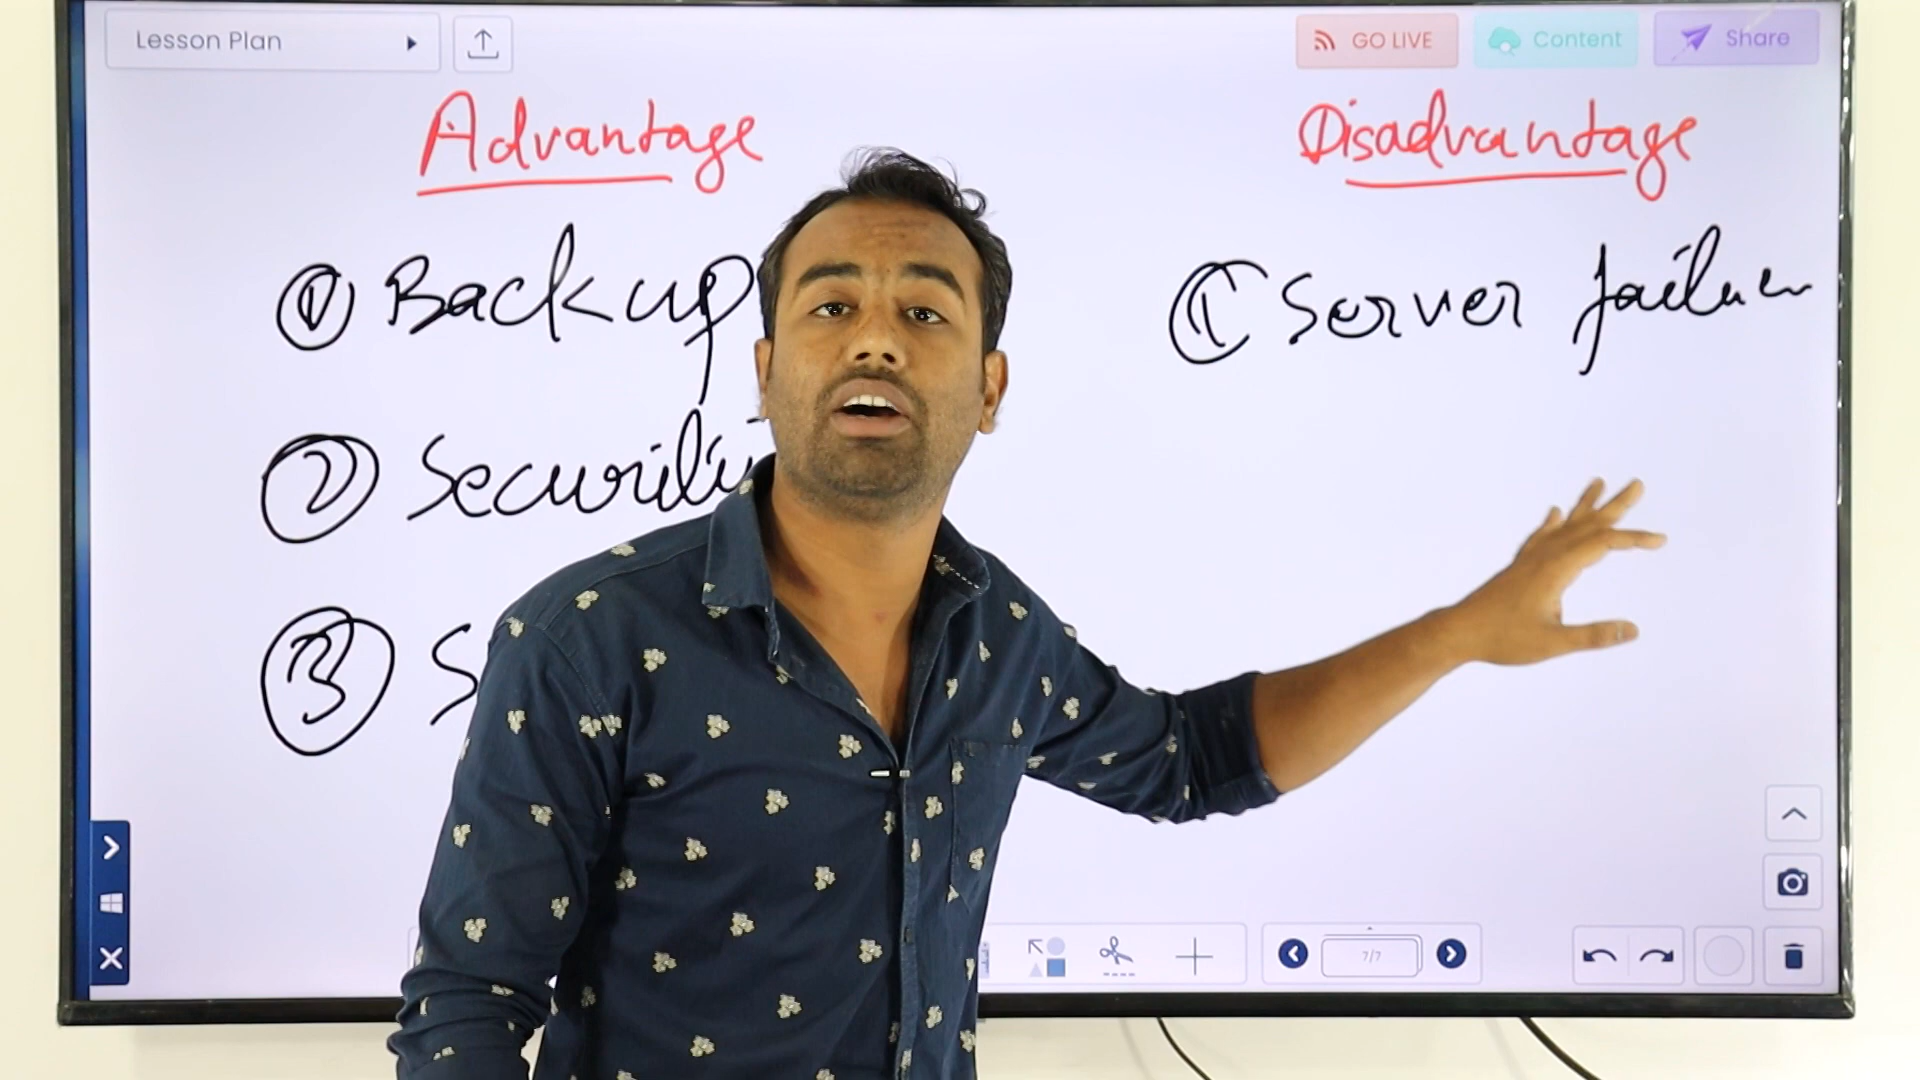 Lesson Plan
GO LIVE
Content
Share
Advantage
Disadvantage
① Backup
① Server failure
② Security
③ S
7/7